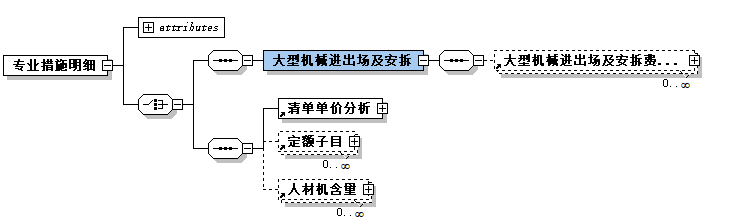 attributes
专业措施明细
大型机械进出场及安拆
大型机械进出场及安拆费...
0..∞
清单单价分析
定额子目
0..∞
人材机含量
0..∞